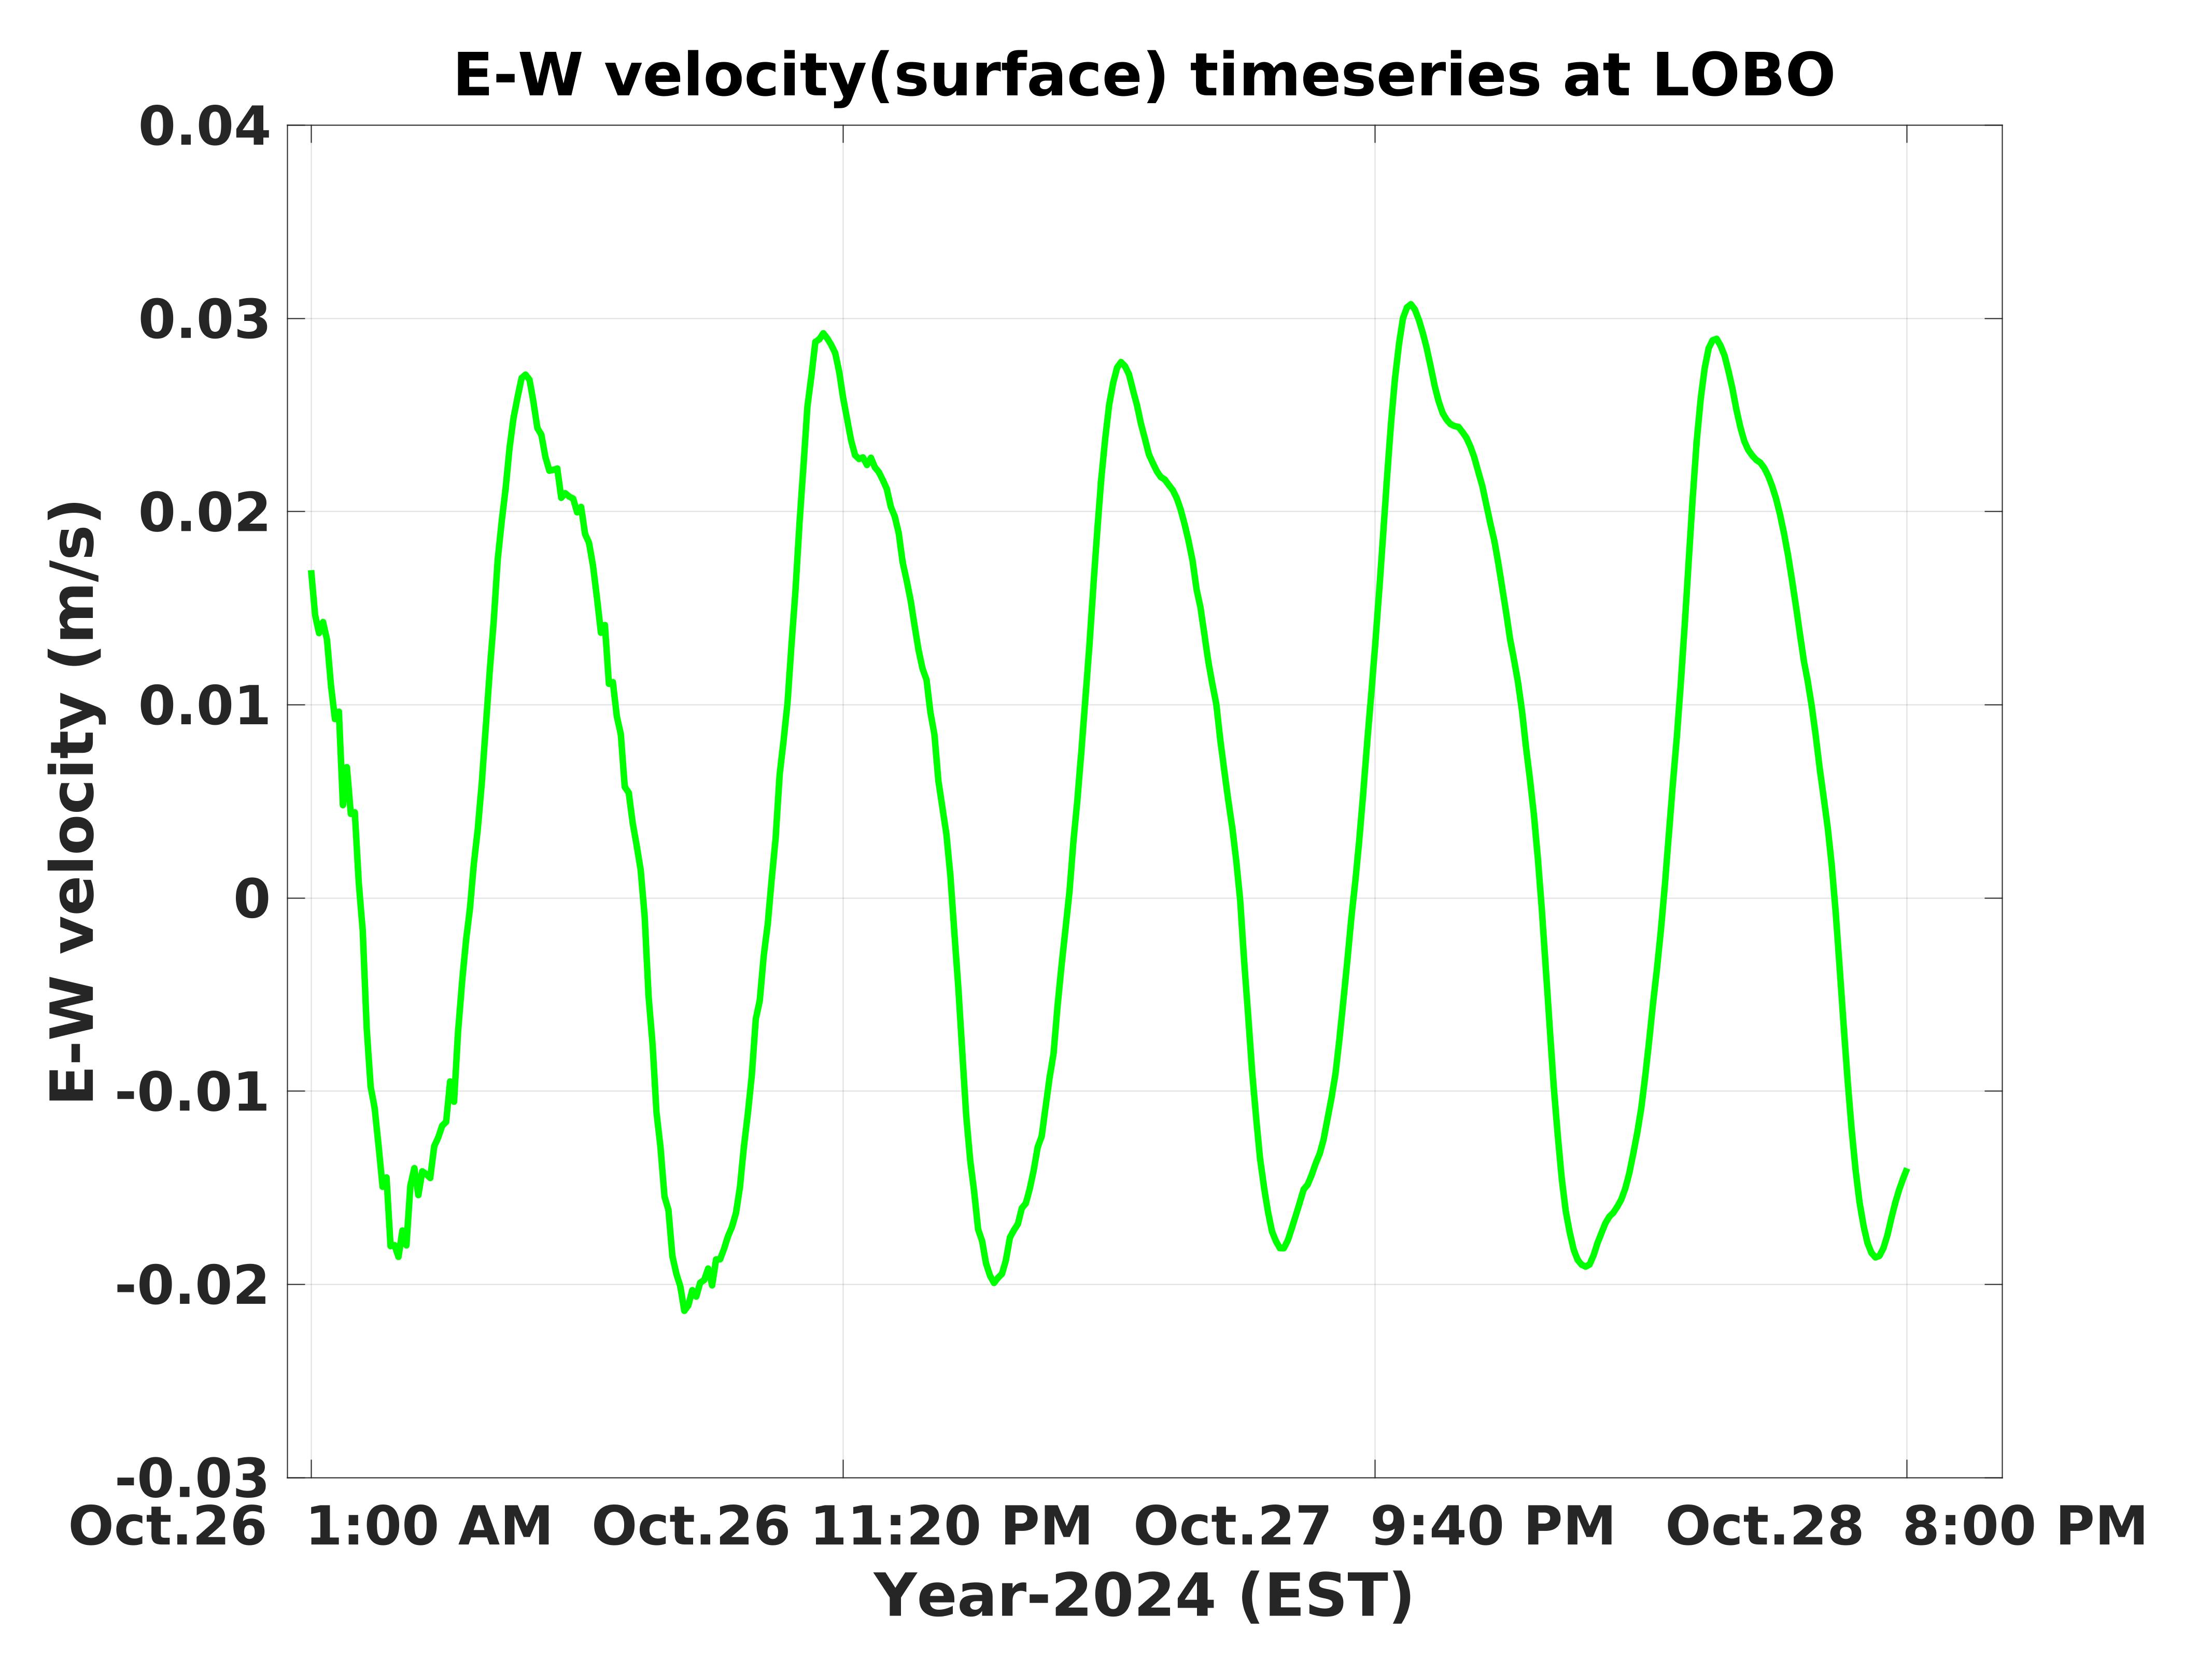 E-W velocity(surface) timeseries at LOBO
0.04
0.03
0.02
0.01
0
-0.01
-0.02
-0.03
E-W velocity (m/s)
Oct.26 1:00 AM Oct.26 11:20 PM Oct.27 9:40 PM Oct.28 8:00 PM
Year-2024 (EST)